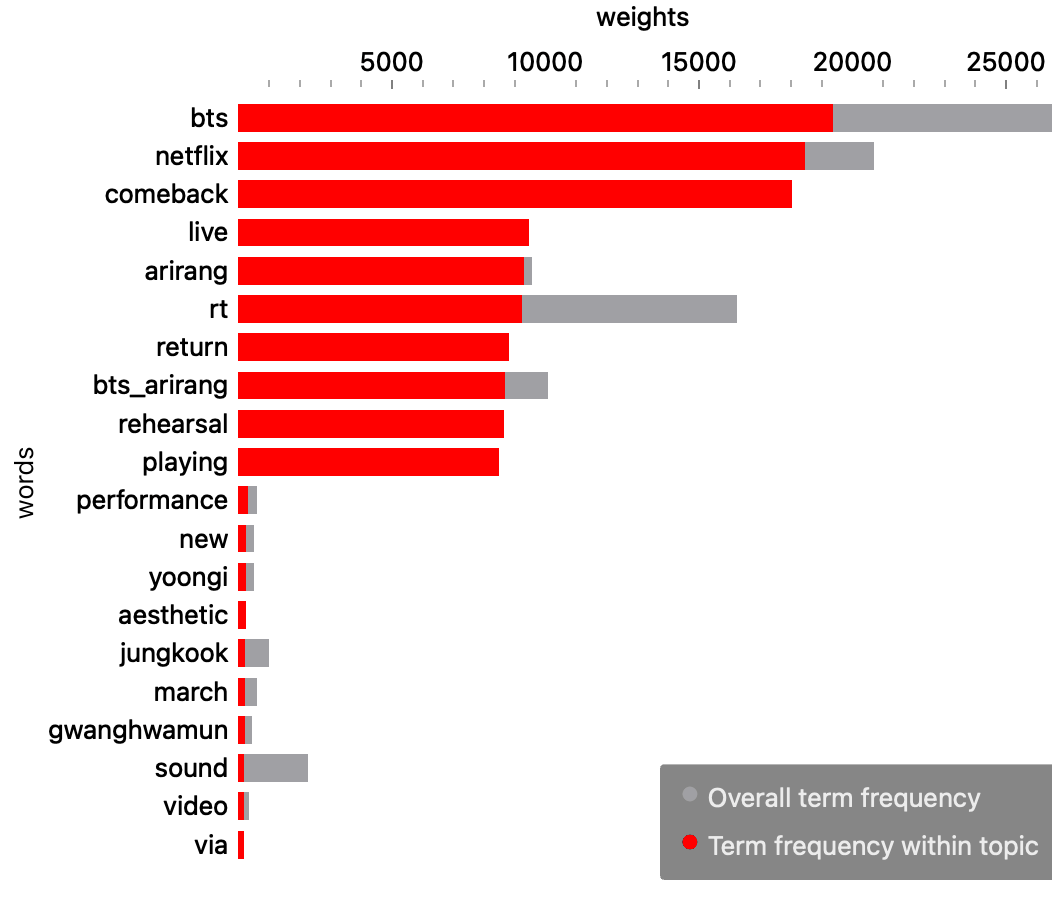 weights
5000 10000 15000 20000 25000
bts
netflix
comeback
live
arirang
rt
return
bts_arirang
rehearsal
playing
words
performance
new
yoongi
aesthetic
jungkook
march
gwanghwamun
sound
video
via
Overall term frequency
Term frequency within topic